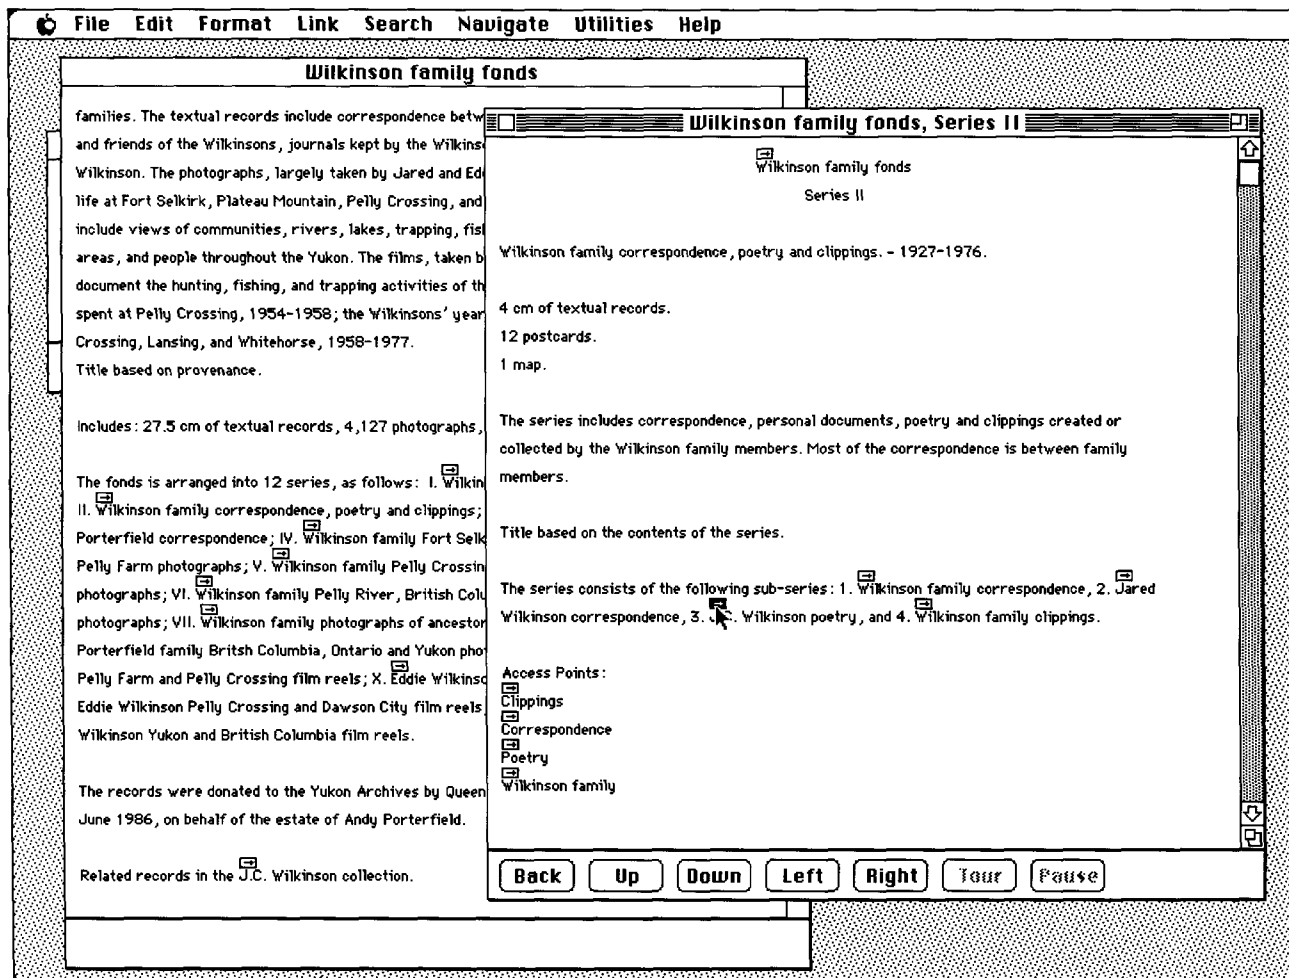 File Edit Format Link Search Navigate Utilities Help
Wilkinson family fonds
families. The textual records include correspondence betw
and friends of the Wilkinsons, journals kept by the Wilkins
Wilkinson. The photographs, largely taken by Jared and Ed
life at Fort Selkirk, Plateau Mountain, Pelly Crossing, and
include views of communities, rivers, lakes, trapping, fis
areas, and people throughout the Yukon. The films, taken b
document the hunting, fishing, and trapping activities of th
spent at Pelly Crossing, 1954-1958; the Wilkinsons' year
Crossing, Lansing, and Whitehorse, 1958-1977.
Title based on provenance.
Includes: 27.5 cm of textual records, 4,127 photographs,
The fonds is arranged into 12 series, as follows: I. Wilkin
II. Wilkinson family correspondence, poetry and clippings;
Porterfield correspondence; IV. Wilkinson family Fort Selk
Pelly Farm photographs; V. Wilkinson family Pelly Crossin
photographs; VI. Wilkinson family Pelly River, British Colu
photographs; VII. Wilkinson family photographs of ancestor
Porterfield family Britsh Columbia, Ontario and Yukon pho
Pelly Farm and Pelly Crossing film reels; X. Eddie Wilkinso
Eddie Wilkinson Pelly Crossing and Dawson City film reels
Wilkinson Yukon and British Columbia film reels.
The records were donated to the Yukon Archives by Queen
June 1986, on behalf of the estate of Andy Porterfield.
Related records in the J.C. Wilkinson collection.
Wilkinson family fonds, Series II
Wilkinson family fonds
Series II
Wilkinson family correspondence, poetry and clippings. - 1927-1976.
4 cm of textual records.
12 postcards.
1 map.
The series includes correspondence, personal documents, poetry and clippings created or
collected by the Wilkinson family members. Most of the correspondence is between family
members.
Title based on the contents of the series.
The series consists of the following sub-series: 1. Wilkinson family correspondence, 2. Jared
Wilkinson correspondence, 3. J.C. Wilkinson poetry, and 4. Wilkinson family clippings.
Access Points:
Clippings
Correspondence
Poetry
Wilkinson family
Back Up Down Left Right Tour Pause